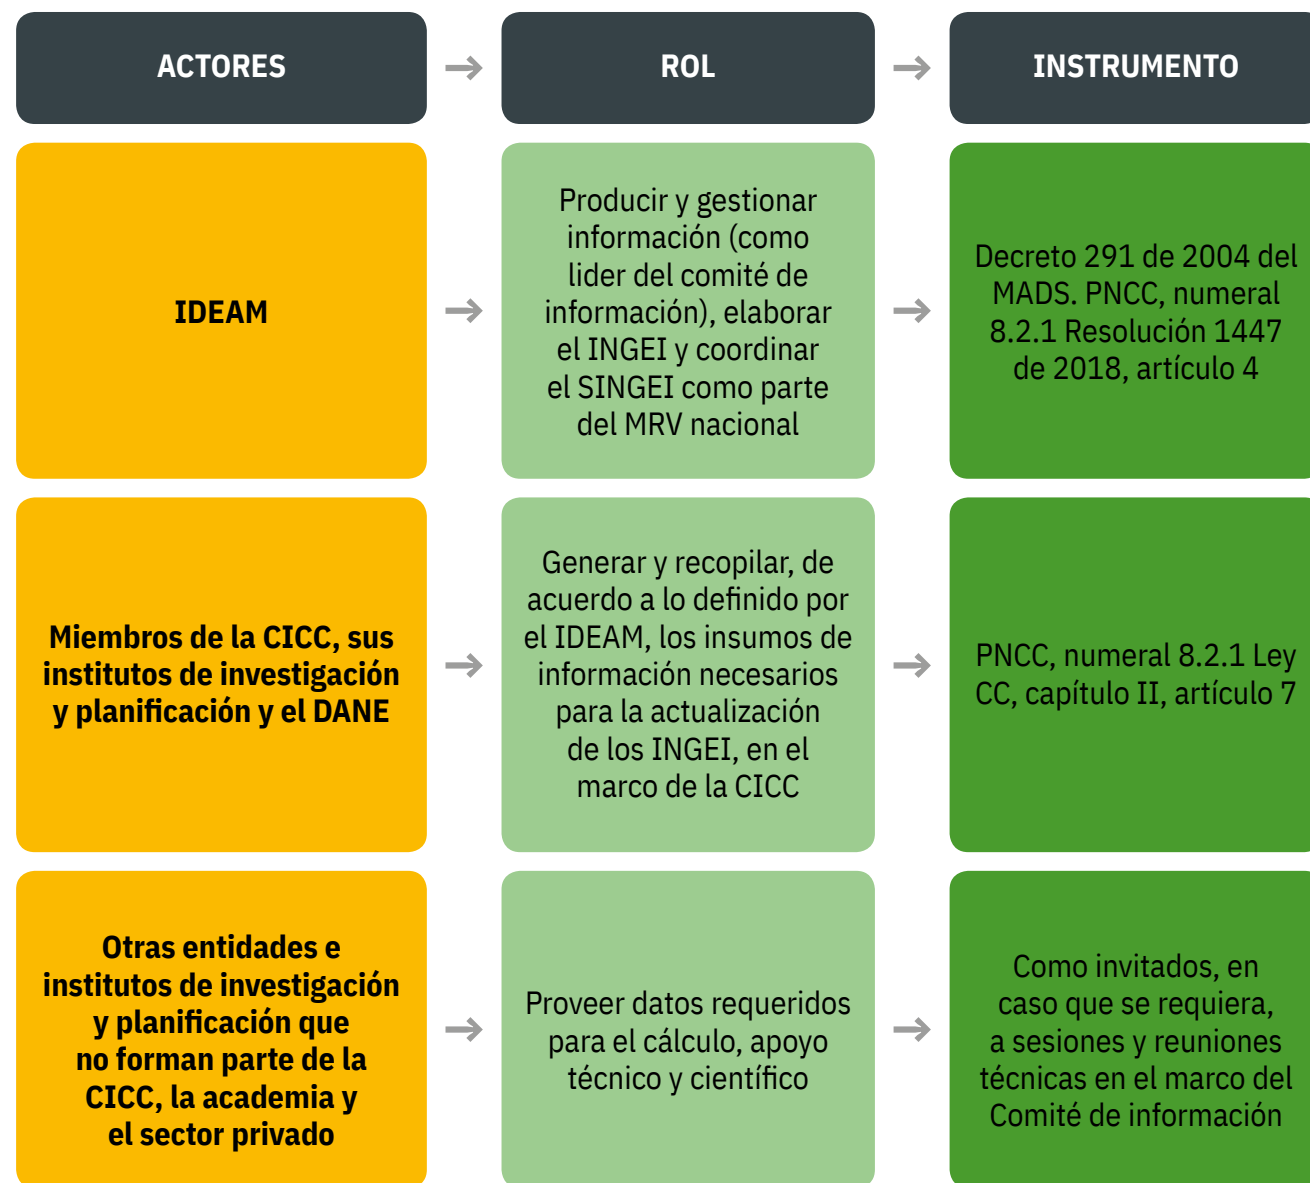 ACTORES
ROL
INSTRUMENTO
IDEAM
Producir y gestionar
información (como
lider del comité de
información), elaborar
el INGEI y coordinar
el SINGEI como parte
del MRV nacional
Decreto 291 de 2004 del
MADS. PNCC, numeral
8.2.1 Resolución 1447
de 2018, artículo 4
Miembros de la CICC, sus
institutos de investigación
y planificación y el DANE
Generar y recopilar, de
acuerdo a lo definido por
el IDEAM, los insumos de
información necesarios
para la actualización
de los INGEI, en el
marco de la CICC
PNCC, numeral 8.2.1 Ley
CC, capítulo II, artículo 7
Otras entidades e
institutos de investigación
y planificación que
no forman parte de la
CICC, la academia y
el sector privado
Proveer datos requeridos
para el cálculo, apoyo
técnico y científico
Como invitados, en
caso que se requiera,
a sesiones y reuniones
técnicas en el marco del
Comité de información